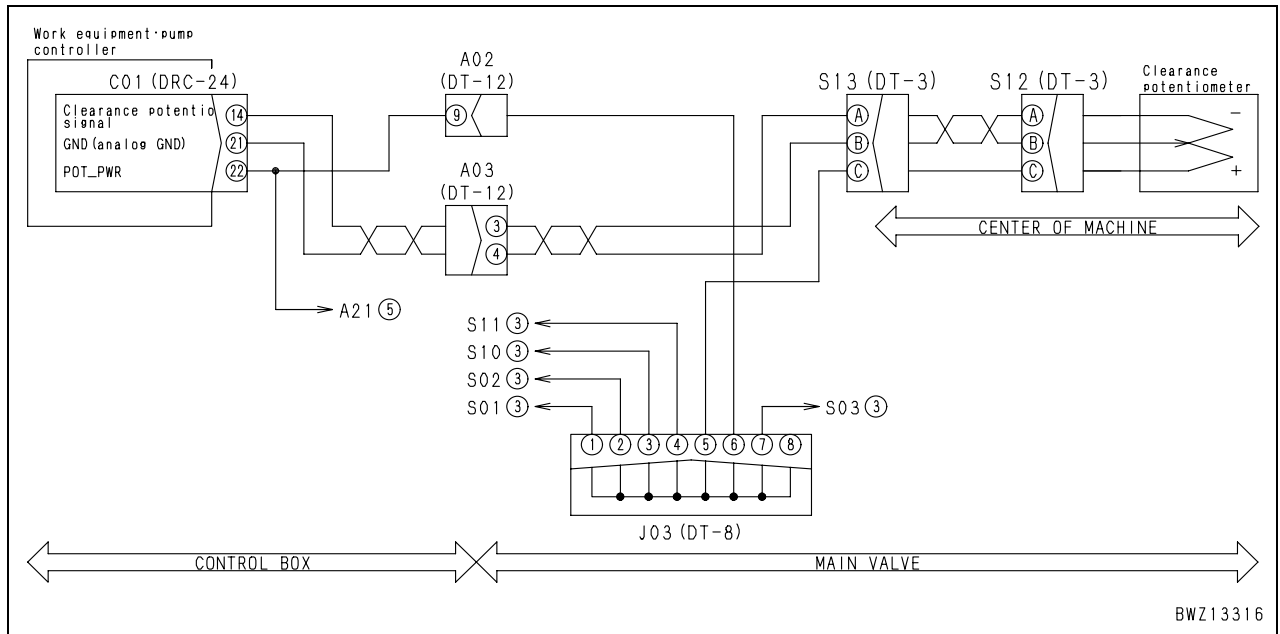 Work equipment·pump
controller
C01(DRC-24)
Clearance potentio
signal
14
GND(analog GND)
21
POT_PWR
22
A02
(DT-12)
9
A03
(DT-12)
3
4
A21 5
S13(DT-3)
A
B
C
S12(DT-3)
A
B
C
Clearance
potentiometer
-
+
CENTER OF MACHINE
S11 3
S10 3
S02 3
S01 3
S03 3
1 2 3 4 5 6 7 8
J03(DT-8)
CONTROL BOX
MAIN VALVE
BWZ13316